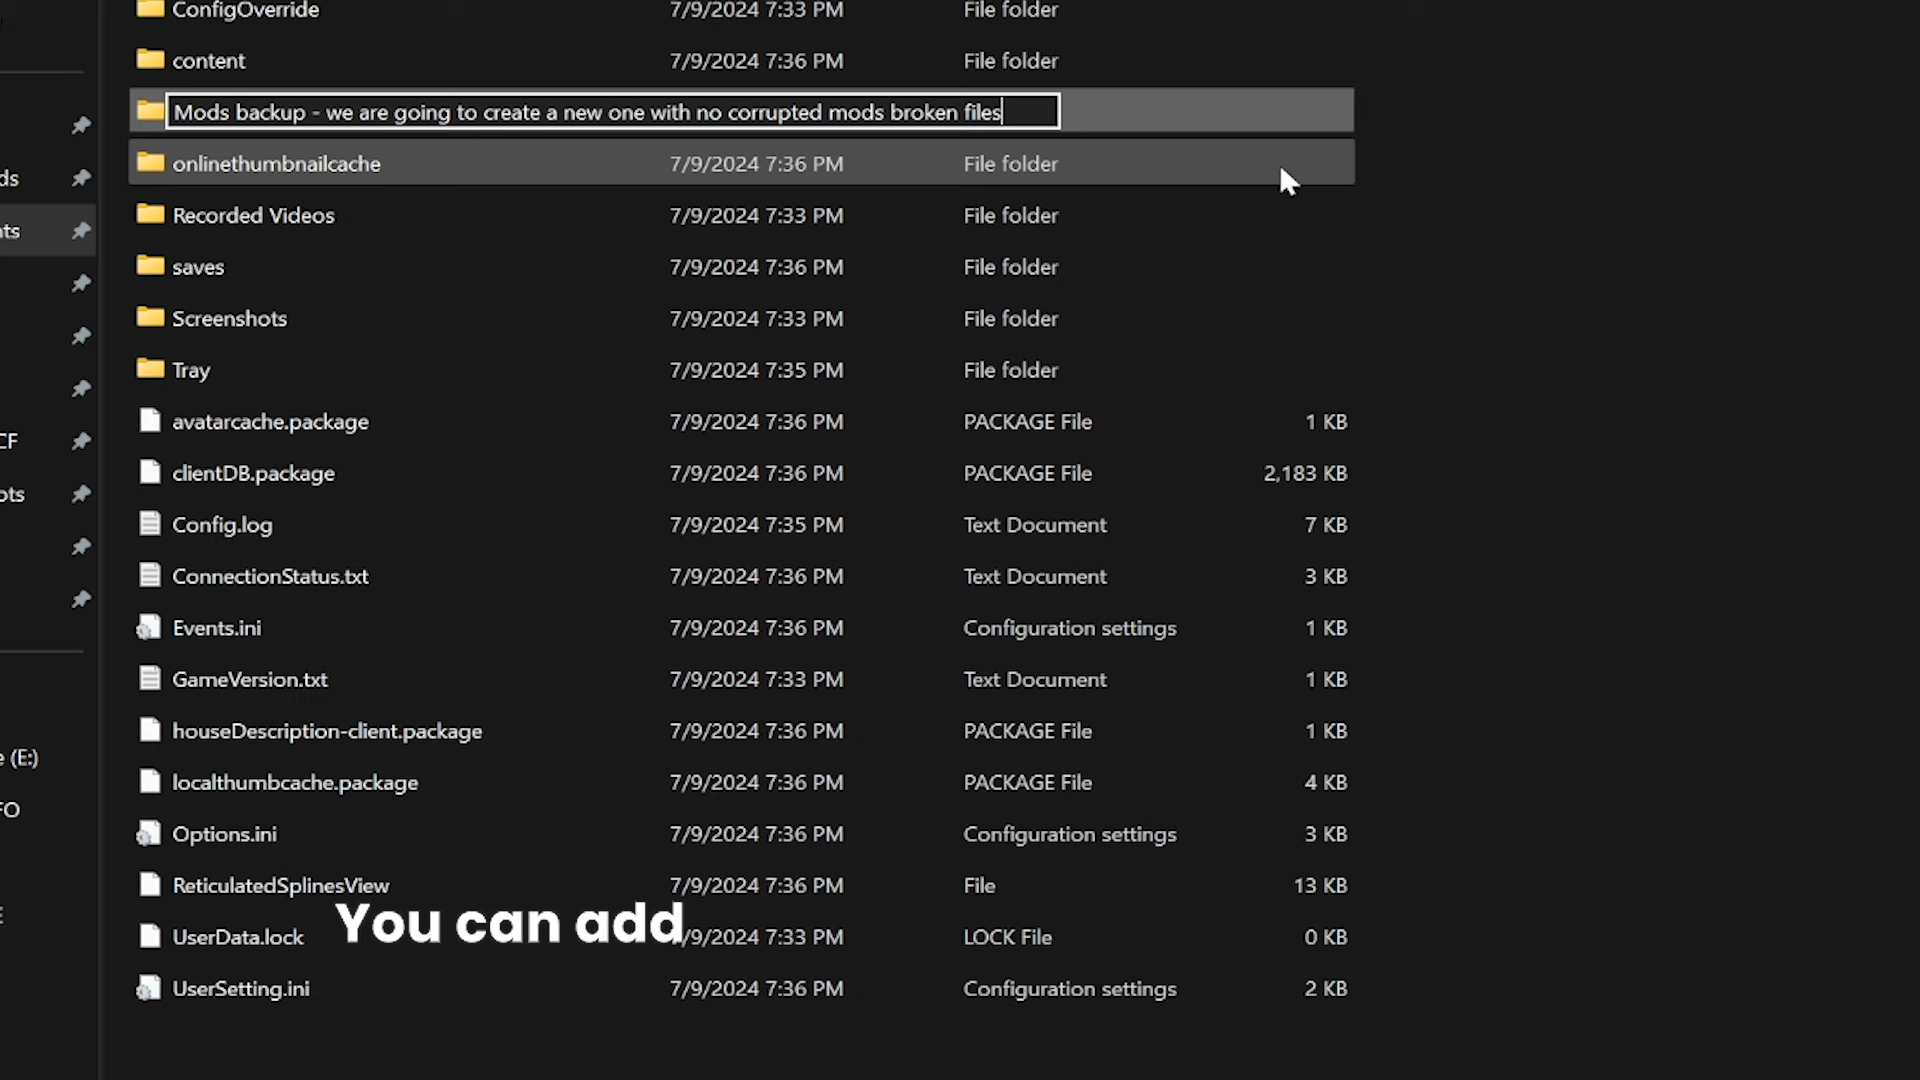 ConfigOverride 7/9/2024 7:33 PM File folder
content 7/9/2024 7:36 PM File folder
Mods backup - we are going to create a new one with no corrupted mods broken files
ds onlinethumbnailcache 7/9/2024 7:36 PM File folder
nts Recorded Videos 7/9/2024 7:33 PM File folder
saves 7/9/2024 7:36 PM File folder
Screenshots 7/9/2024 7:33 PM File folder
Tray 7/9/2024 7:35 PM File folder
avatarcache.package 7/9/2024 7:36 PM PACKAGE File 1 KB
CF
clientDB.package 7/9/2024 7:36 PM PACKAGE File 2,183 KB
ots
Config.log 7/9/2024 7:35 PM Text Document 7 KB
ConnectionStatus.txt 7/9/2024 7:36 PM Text Document 3 KB
Events.ini 7/9/2024 7:36 PM Configuration settings 1 KB
GameVersion.txt 7/9/2024 7:33 PM Text Document 1 KB
houseDescription-client.package 7/9/2024 7:36 PM PACKAGE File 1 KB
e (E:)
localthumbcache.package 7/9/2024 7:36 PM PACKAGE File 4 KB
FO
Options.ini 7/9/2024 7:36 PM Configuration settings 3 KB
ReticulatedSplinesView 7/9/2024 7:36 PM File 13 KB
E
You can add
UserData.lock /9/2024 7:33 PM LOCK File 0 KB
UserSetting.ini 7/9/2024 7:36 PM Configuration settings 2 KB